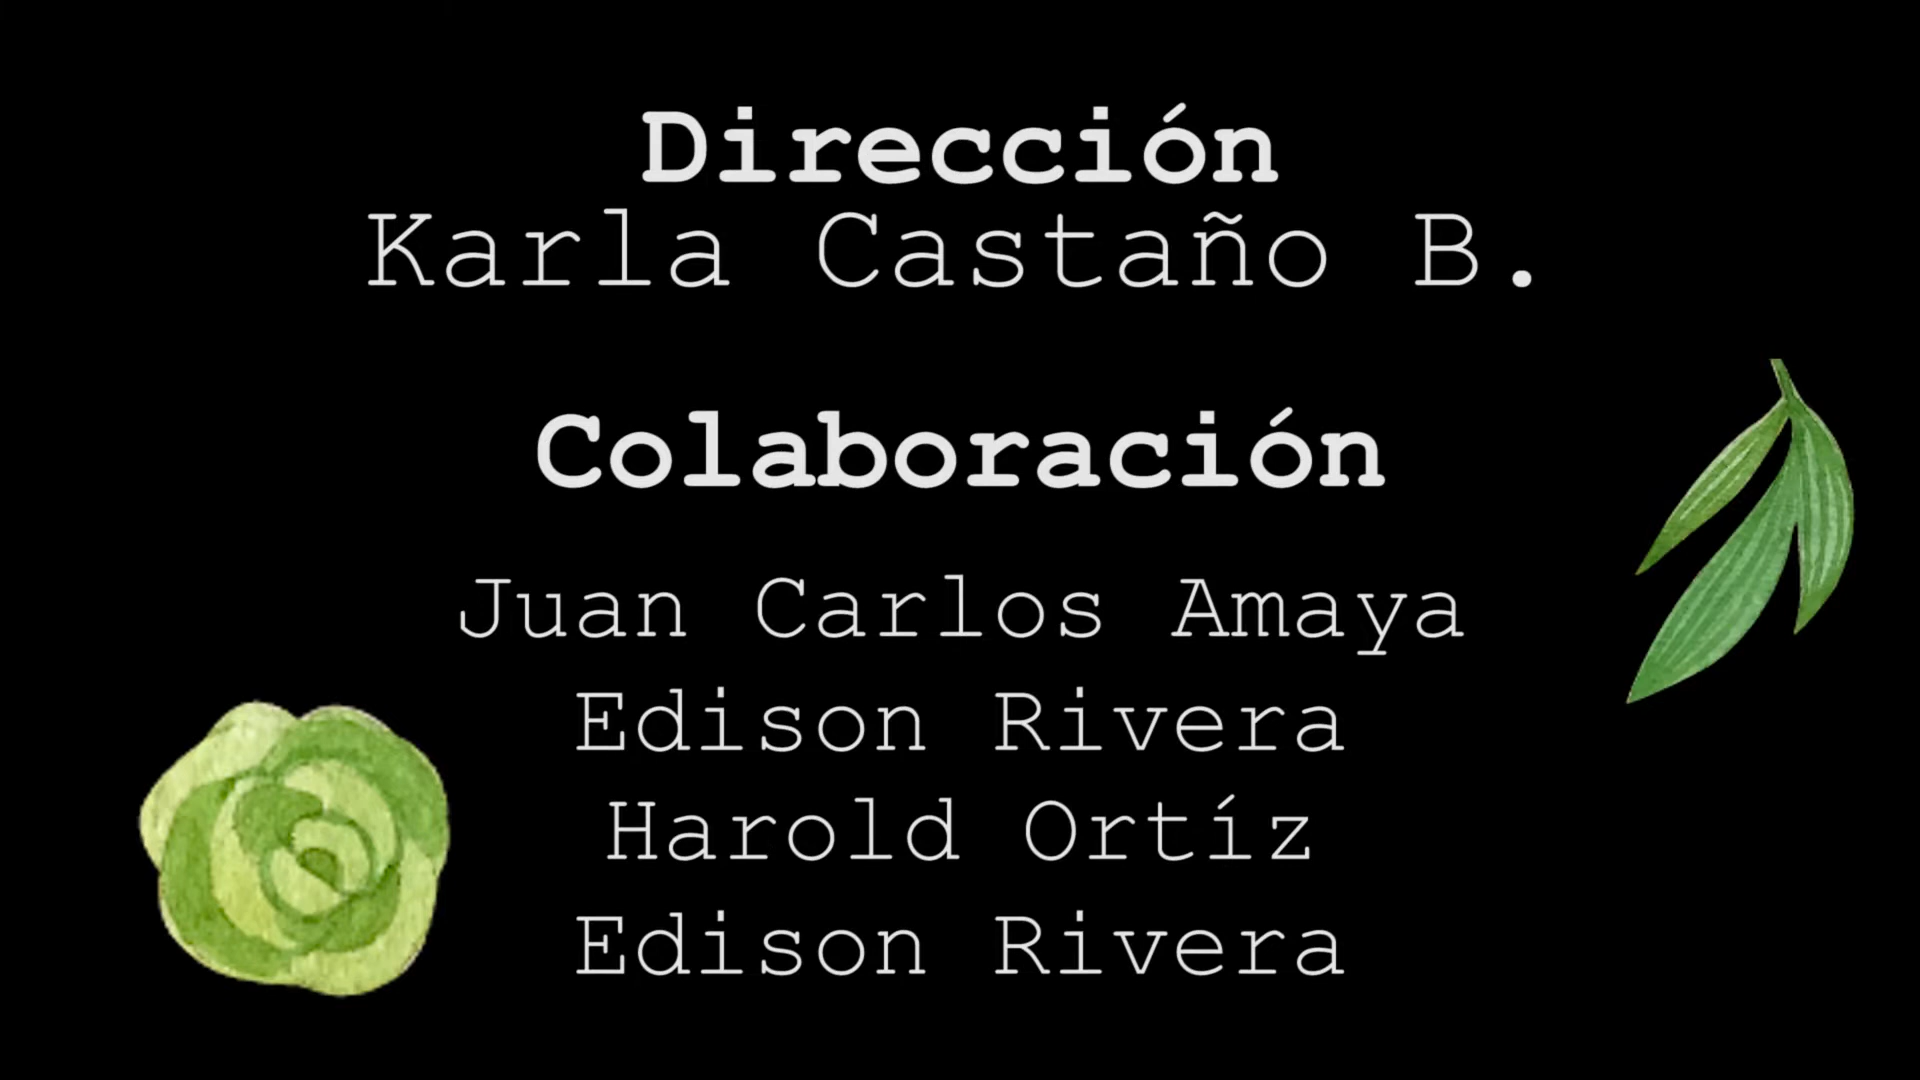 Dirección
Karla Castaño B.
Colaboración
Juan Carlos Amaya
Edison Rivera
Harold Ortíz
Edison Rivera